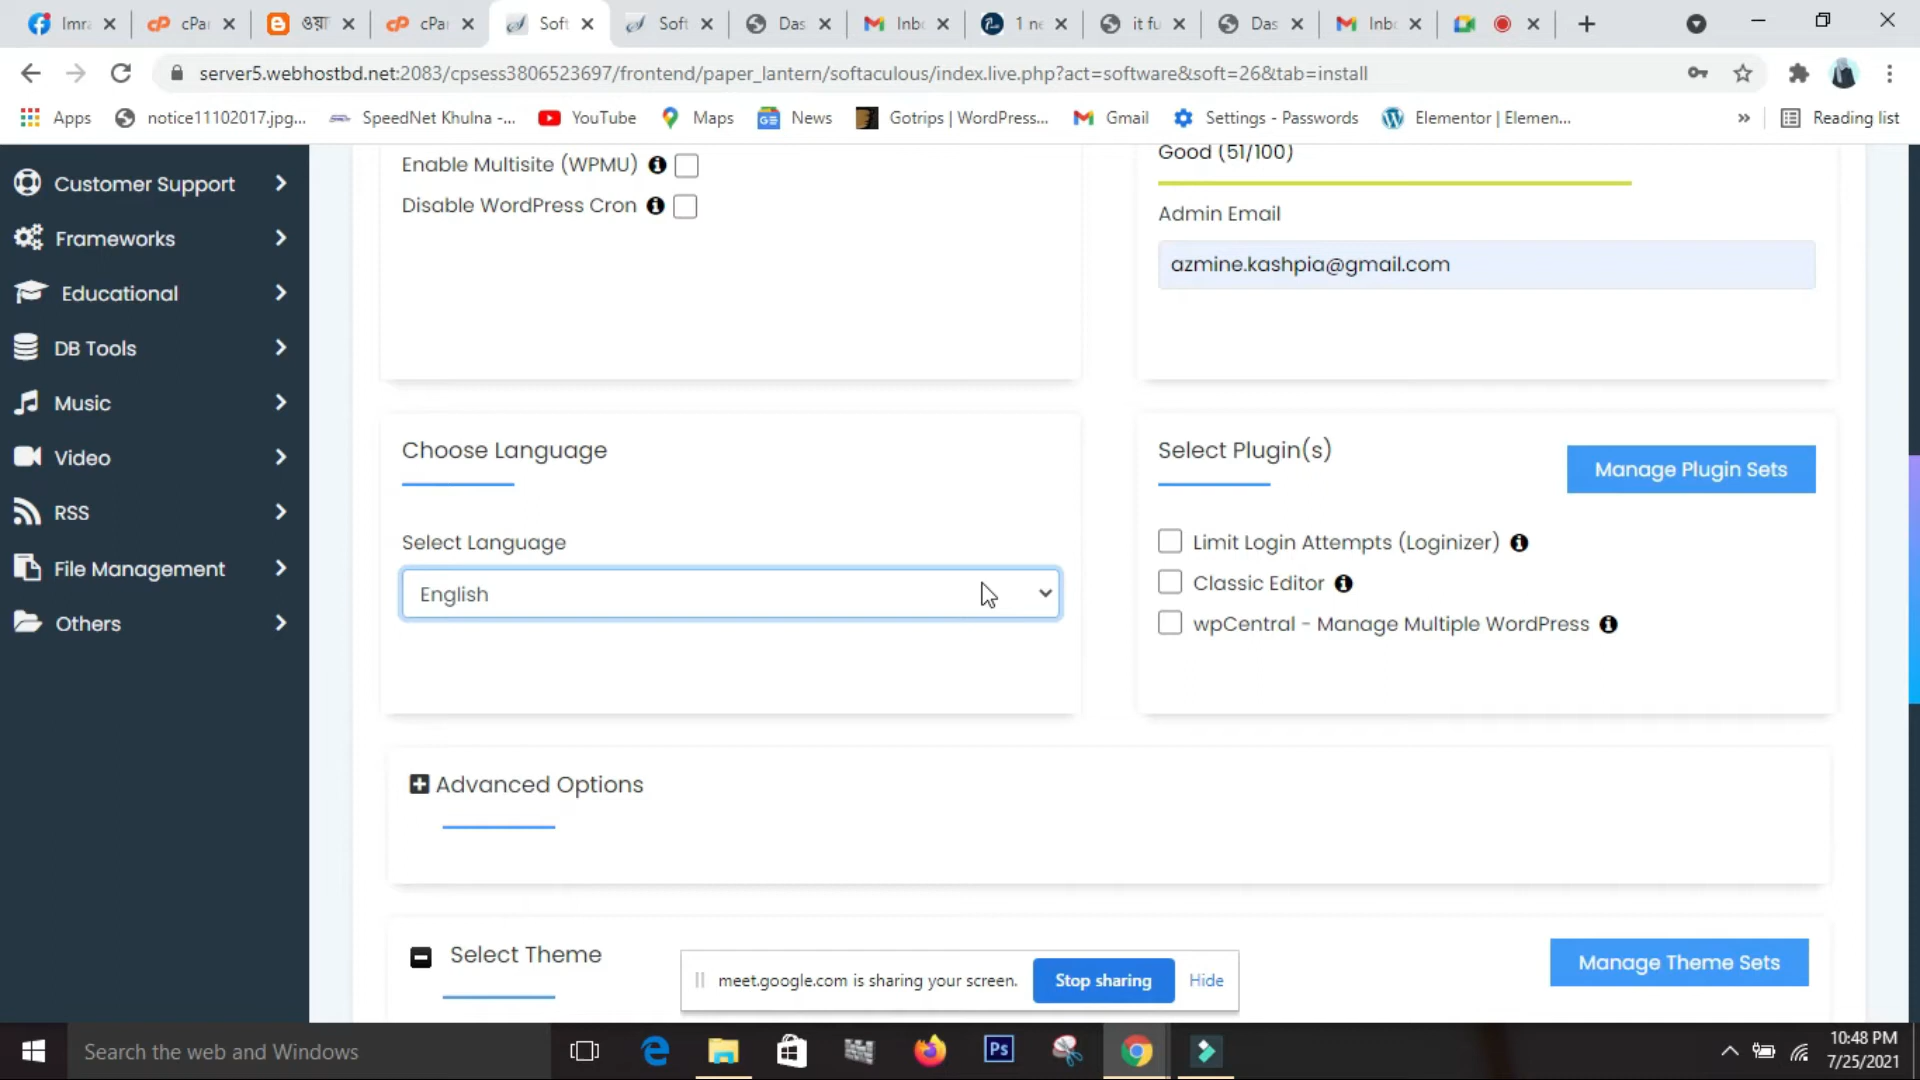 Imra
cPa
ওয়া
cPa
Soft
Soft
Das
Inb
1 ne
it fu
Das
Inb
server5.webhostbd.net:2083/cpsess3806523697/frontend/paper_lantern/softaculous/index.live.php?act=software&soft=26&tab=install
Apps
notice11102017.jpg...
SpeedNet Khulna -...
YouTube
Maps
News
Gotrips | WordPress...
Gmail
Settings - Passwords
Elementor | Elemen...
»
Reading list
Customer Support
Frameworks
Educational
DB Tools
Music
Video
RSS
File Management
Others
Enable Multisite (WPMU)
Disable WordPress Cron
Good (51/100)
Admin Email
azmine.kashpia@gmail.com
Choose Language
Select Language
English
Select Plugin(s)
Manage Plugin Sets
Limit Login Attempts (Loginizer)
Classic Editor
wpCentral - Manage Multiple WordPress
Advanced Options
Select Theme
Manage Theme Sets
meet.google.com is sharing your screen.
Stop sharing
Hide
Search the web and Windows
Ps
10:48 PM
7/25/2021